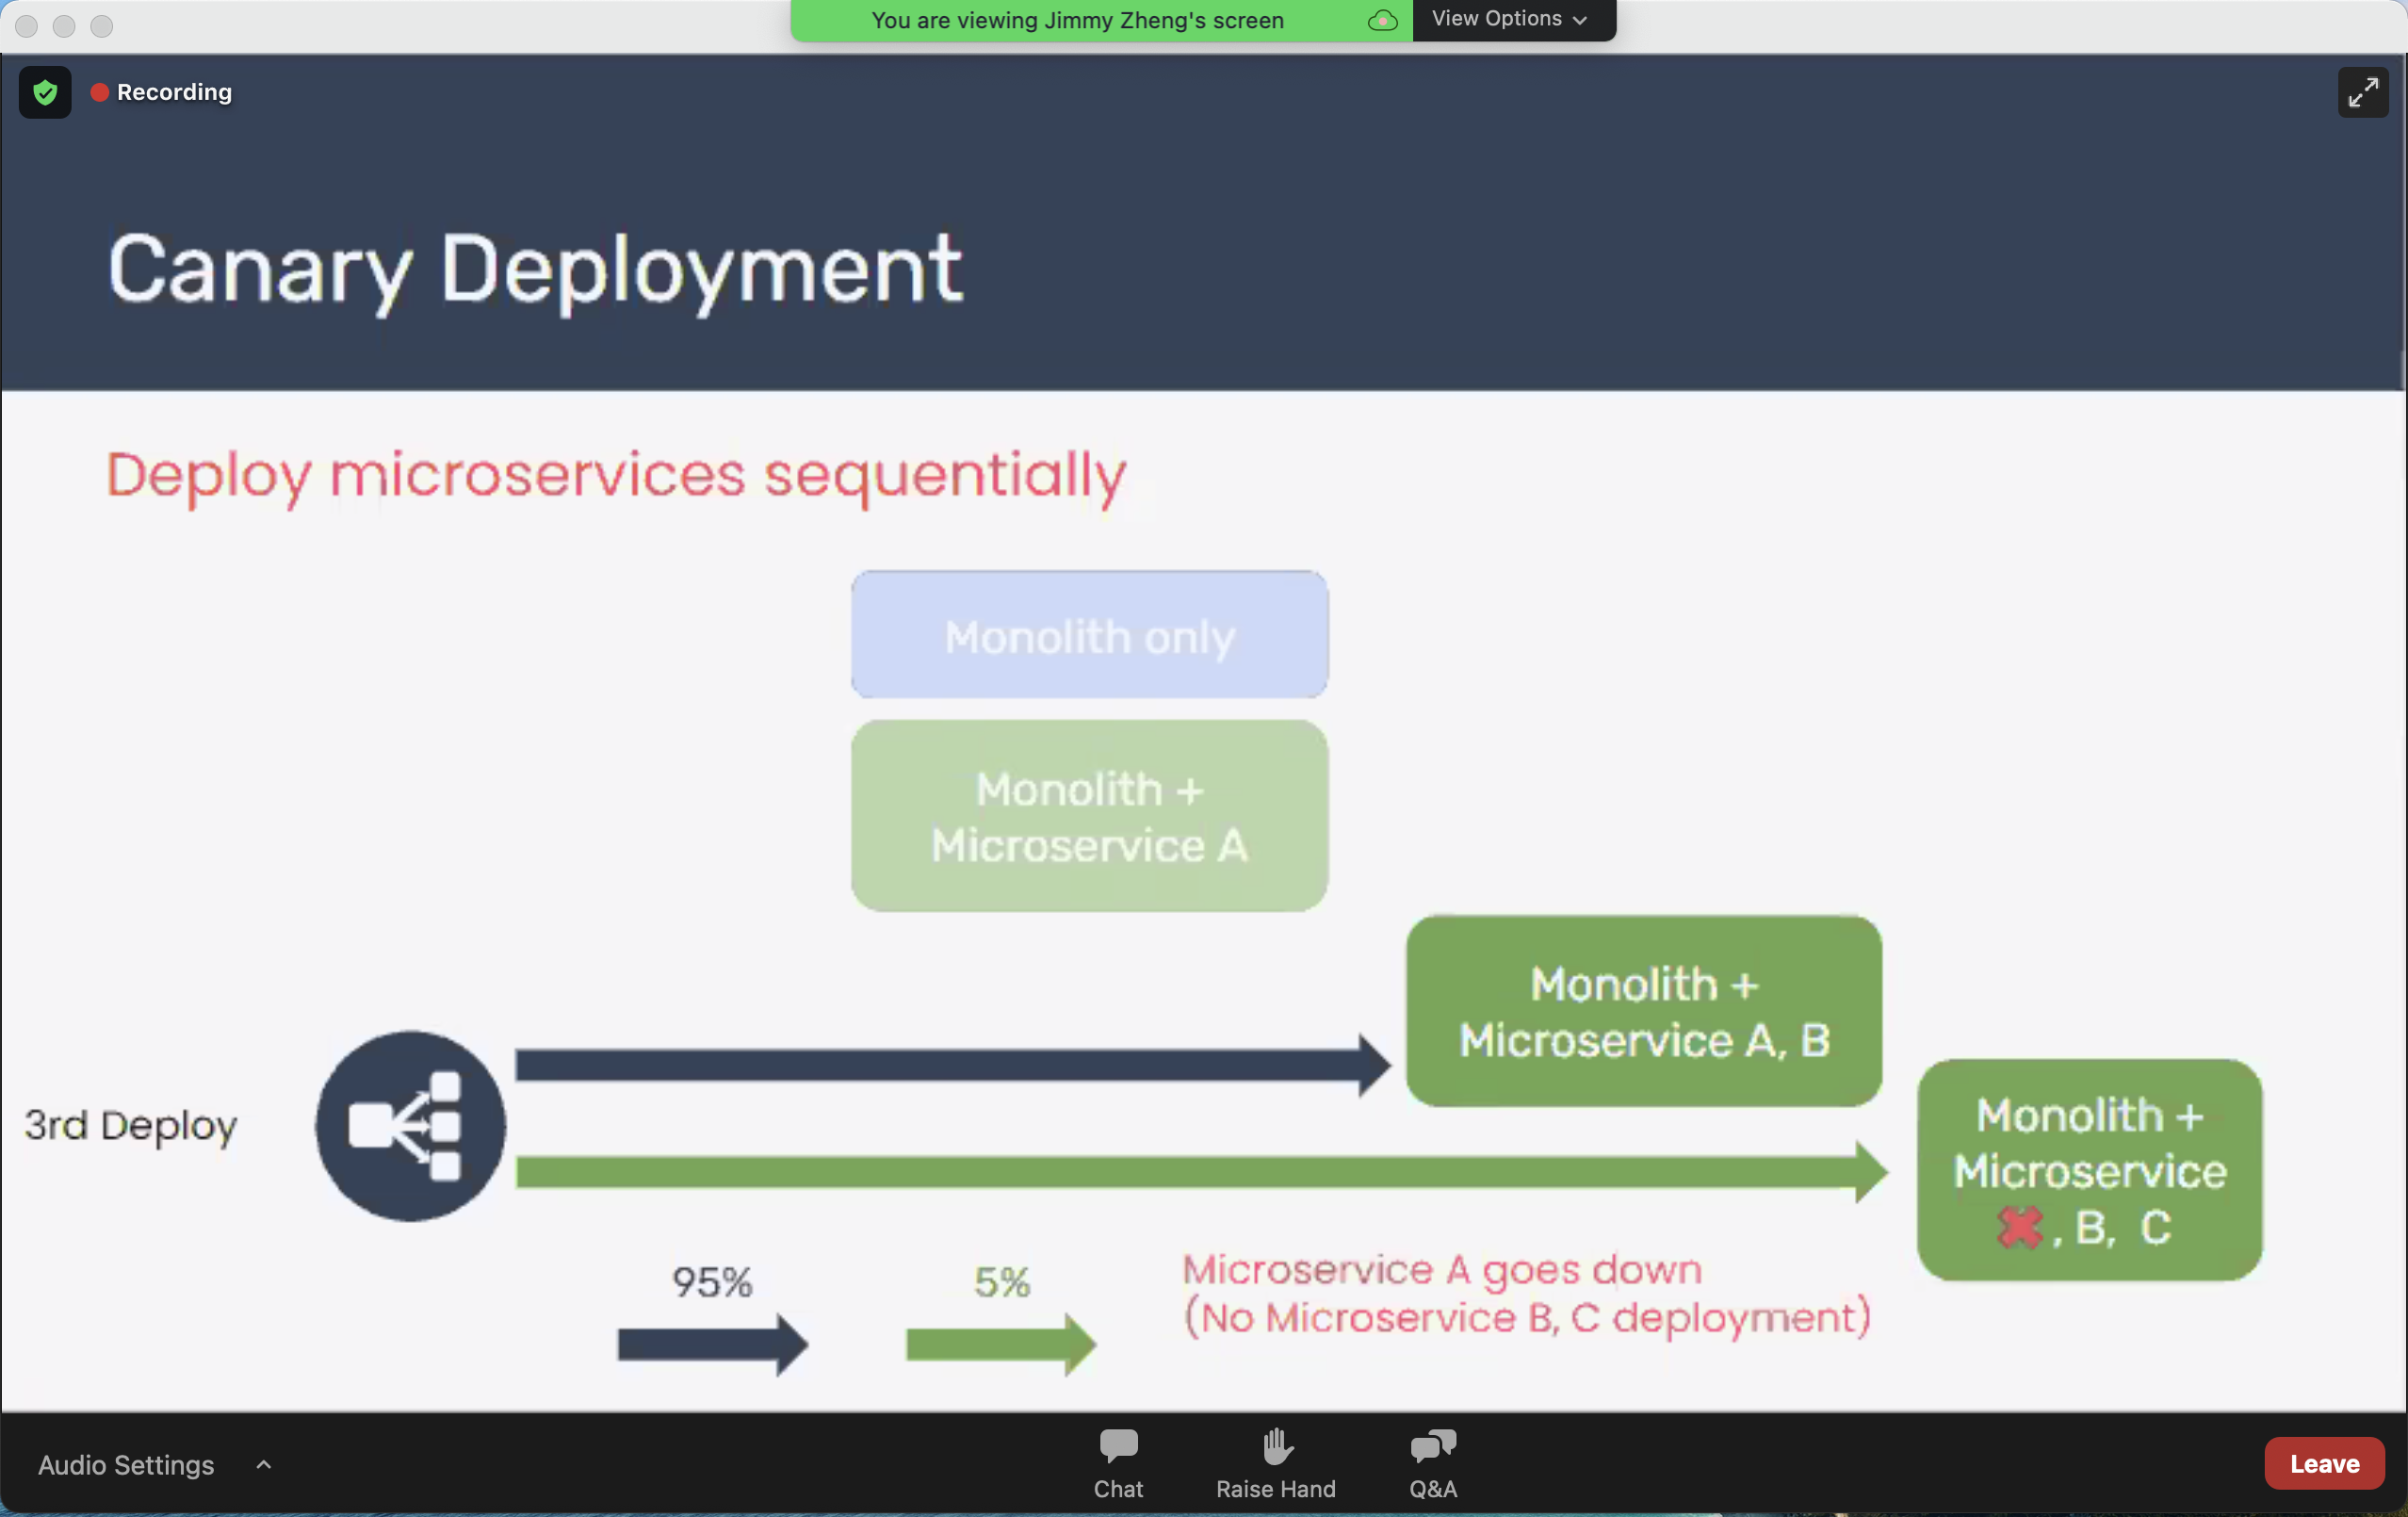 You are viewing Jimmy Zheng's screen
View Options
Recording
Canary Deployment
Deploy microservices sequentially
Monolith only
Monolith +
Microservice A
Monolith +
Microservice A, B
3rd Deploy
Monolith +
Microservice
❌, B, C
95%
5%
Microservice A goes down
(No Microservice B, C deployment)
Audio Settings
Chat
Raise Hand
Q&A
Leave